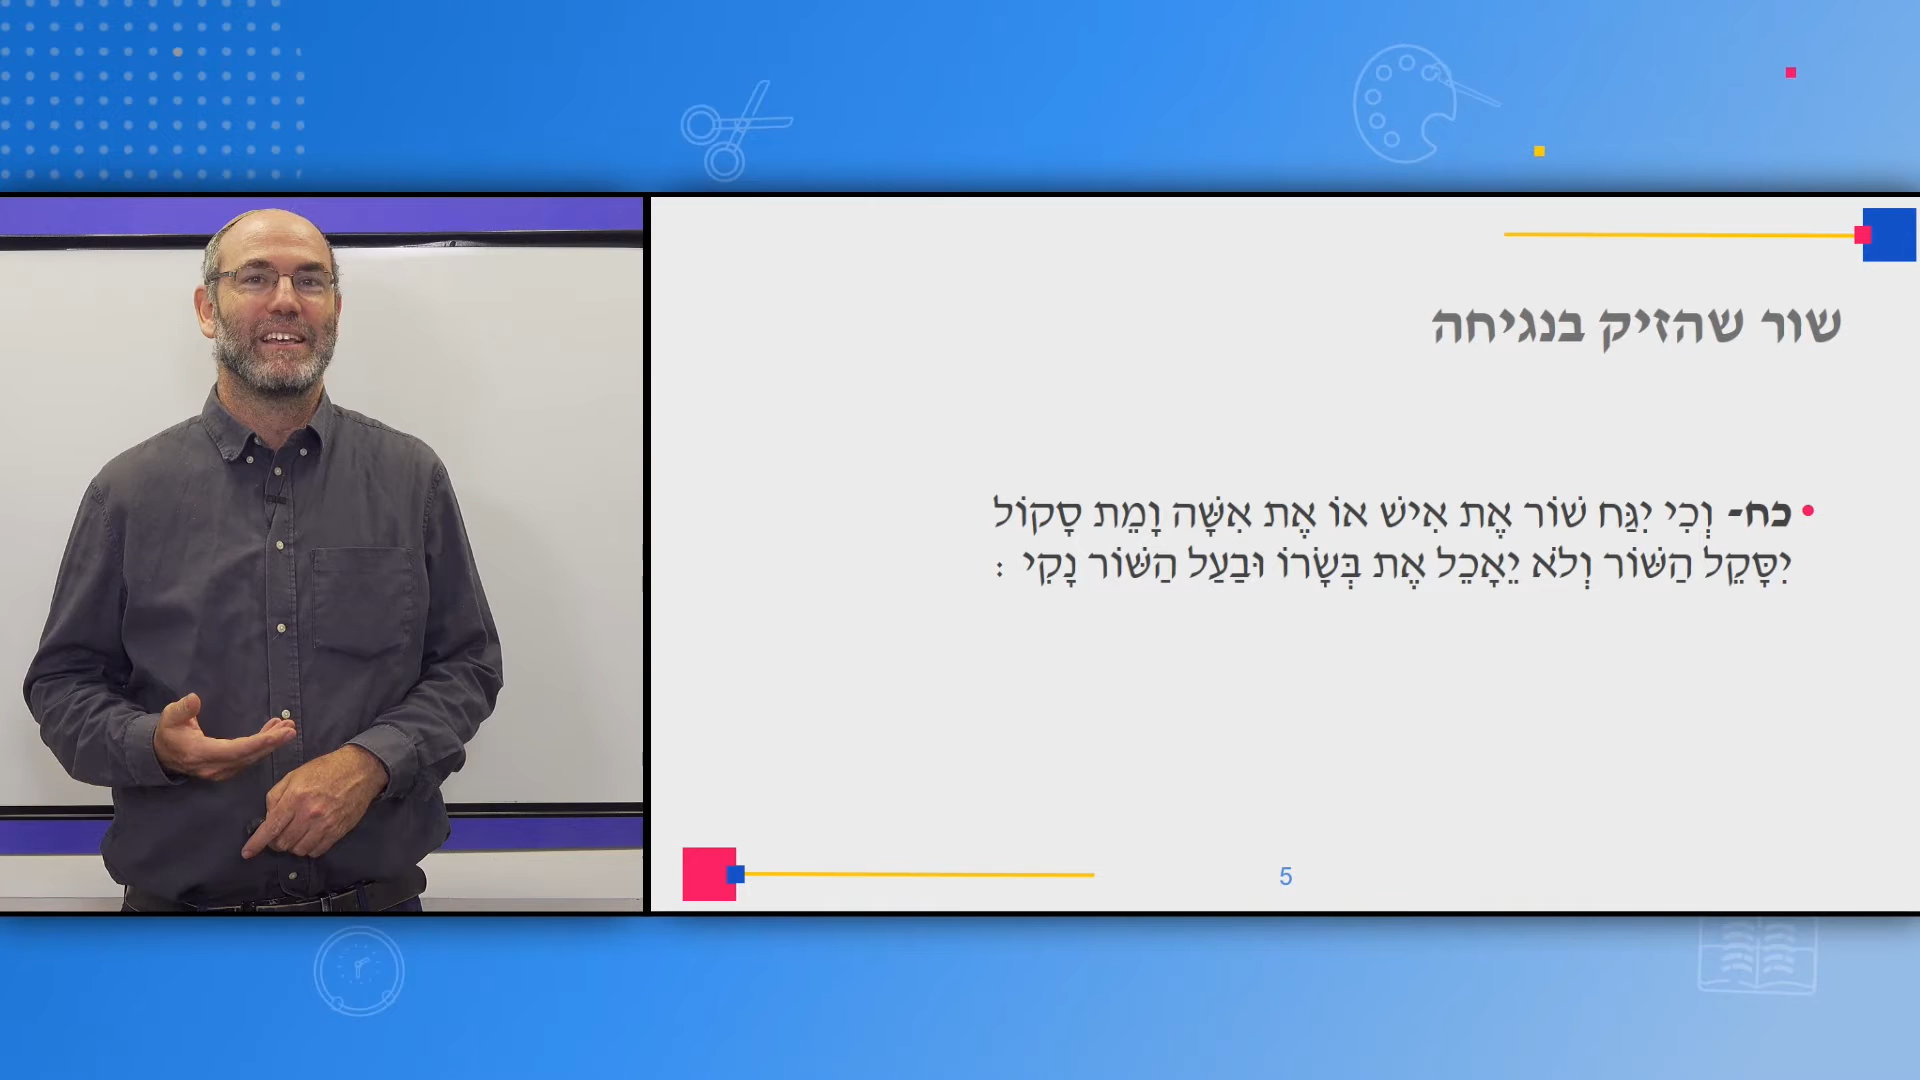 שור שהזיק בנגיחה
כח- וְכִי יִגַּח שׁוֹר אֶת אִישׁ אוֹ אֶת אִשָּׁה וָמֵת סָקוֹל
יִסָּקֵל הַשּׁוֹר וְלֹא יֵאָכֵל אֶת בְּשָׂרוֹ וּבַעַל הַשּׁוֹר נָקִי :
5